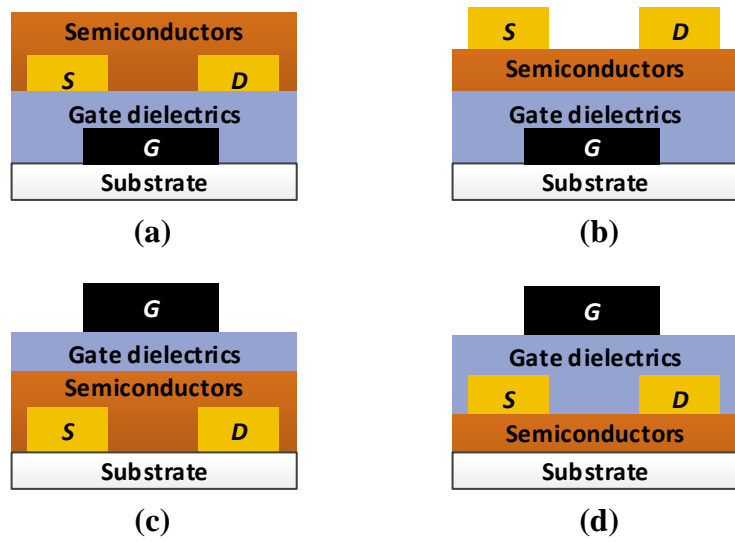 Semiconductors
S D
Gate dielectrics
G
Substrate
(a)
S D
Semiconductors
Gate dielectrics
G
Substrate
(b)
G
Gate dielectrics
Semiconductors
S D
Substrate
(c)
G
Gate dielectrics
S D
Semiconductors
Substrate
(d)